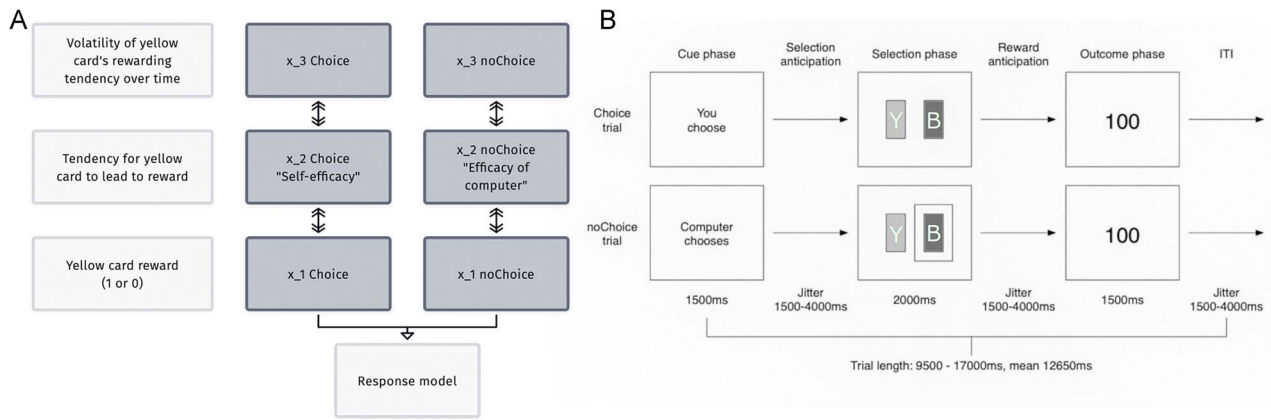 A
Volatility of yellow
card's rewarding
tendency over time
x_3 Choice
x_3 noChoice
Tendency for yellow
card to lead to reward
x_2 Choice
"Self-efficacy"
x_2 noChoice
"Efficacy of
computer"
Yellow card reward
(1 or 0)
x_1 Choice
x_1 noChoice
Response model
B
Cue phase
Selection
anticipation
Selection phase
Reward
anticipation
Outcome phase
ITI
Choice
trial
You
choose
Y B
100
noChoice
trial
Computer
chooses
Y B
100
1500ms
Jitter
1500-4000ms
2000ms
Jitter
1500-4000ms
1500ms
Jitter
1500-4000ms
Trial length: 9500 - 17000ms, mean 12650ms